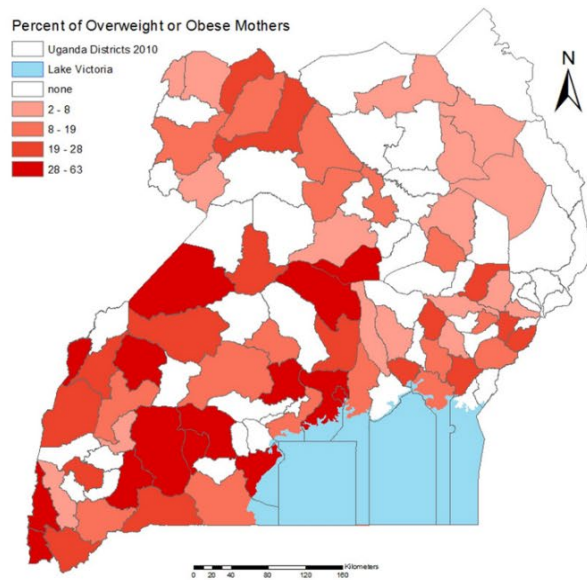 Percent of Overweight or Obese Mothers
Uganda Districts 2010
Lake Victoria
none
2 - 8
8 - 19
19 - 28
28 - 63
N
Kilometers
0 20 40 80 120 160